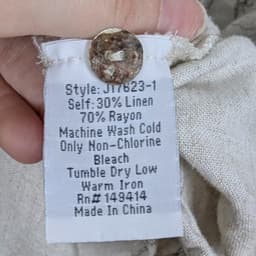 Style: J17623-1
Self: 30% Linen
70% Rayon
Machine Wash Cold
Only Non-Chlorine
Bleach
Tumble Dry Low
Warm Iron
Rn# 149414
Made In China